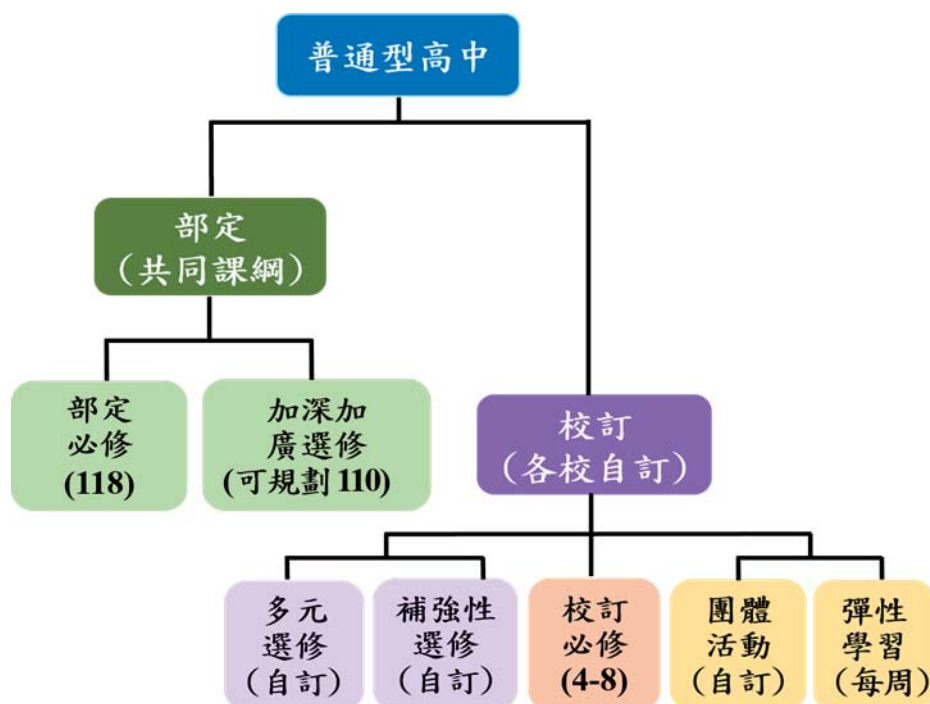 普通型高中
部定
（共同課綱）
部定
必修
(118)
加深加
廣選修
(可規劃 110)
校訂
（各校自訂）
多元
選修
（自訂）
補強性
選修
（自訂）
校訂
必修
(4-8)
團體
活動
（自訂）
彈性
學習
（每周）